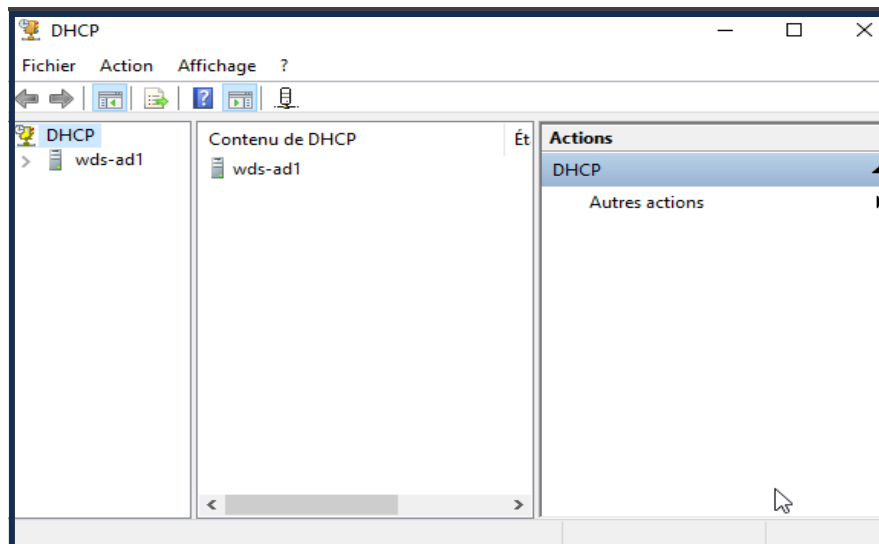 DHCP
Fichier Action Affichage ?
DHCP
wds-ad1
Contenu de DHCP Ét
wds-ad1
Actions
DHCP
Autres actions